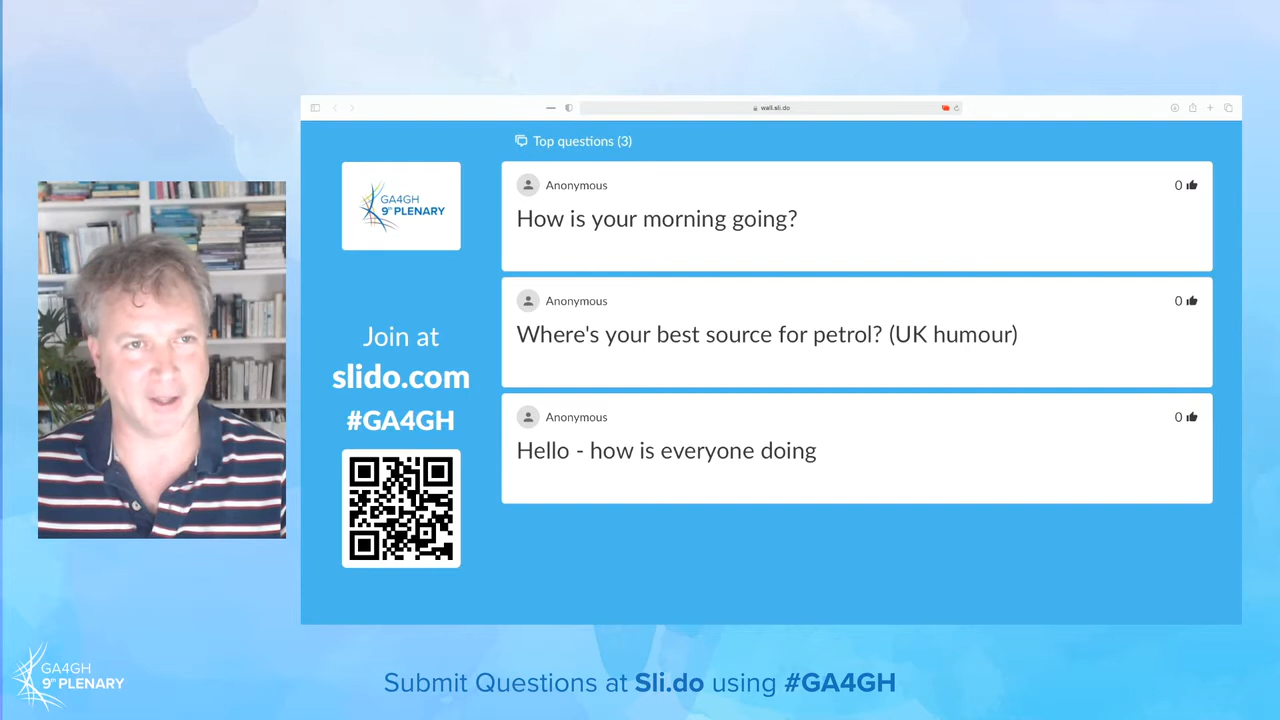 wall.sli.do
Top questions (3)
GA4GH
9th PLENARY
Join at
slido.com
#GA4GH
Anonymous
0
How is your morning going?
Anonymous
0
Where's your best source for petrol? (UK humour)
Anonymous
0
Hello - how is everyone doing
GA4GH
9th PLENARY
Submit Questions at Sli.do using #GA4GH